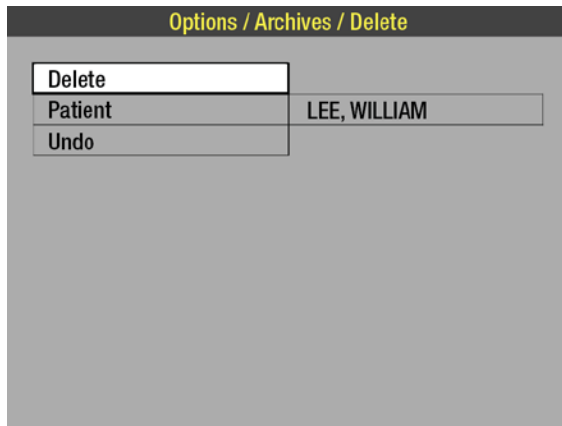 Options / Archives / Delete
Delete
Patient LEE, WILLIAM
Undo